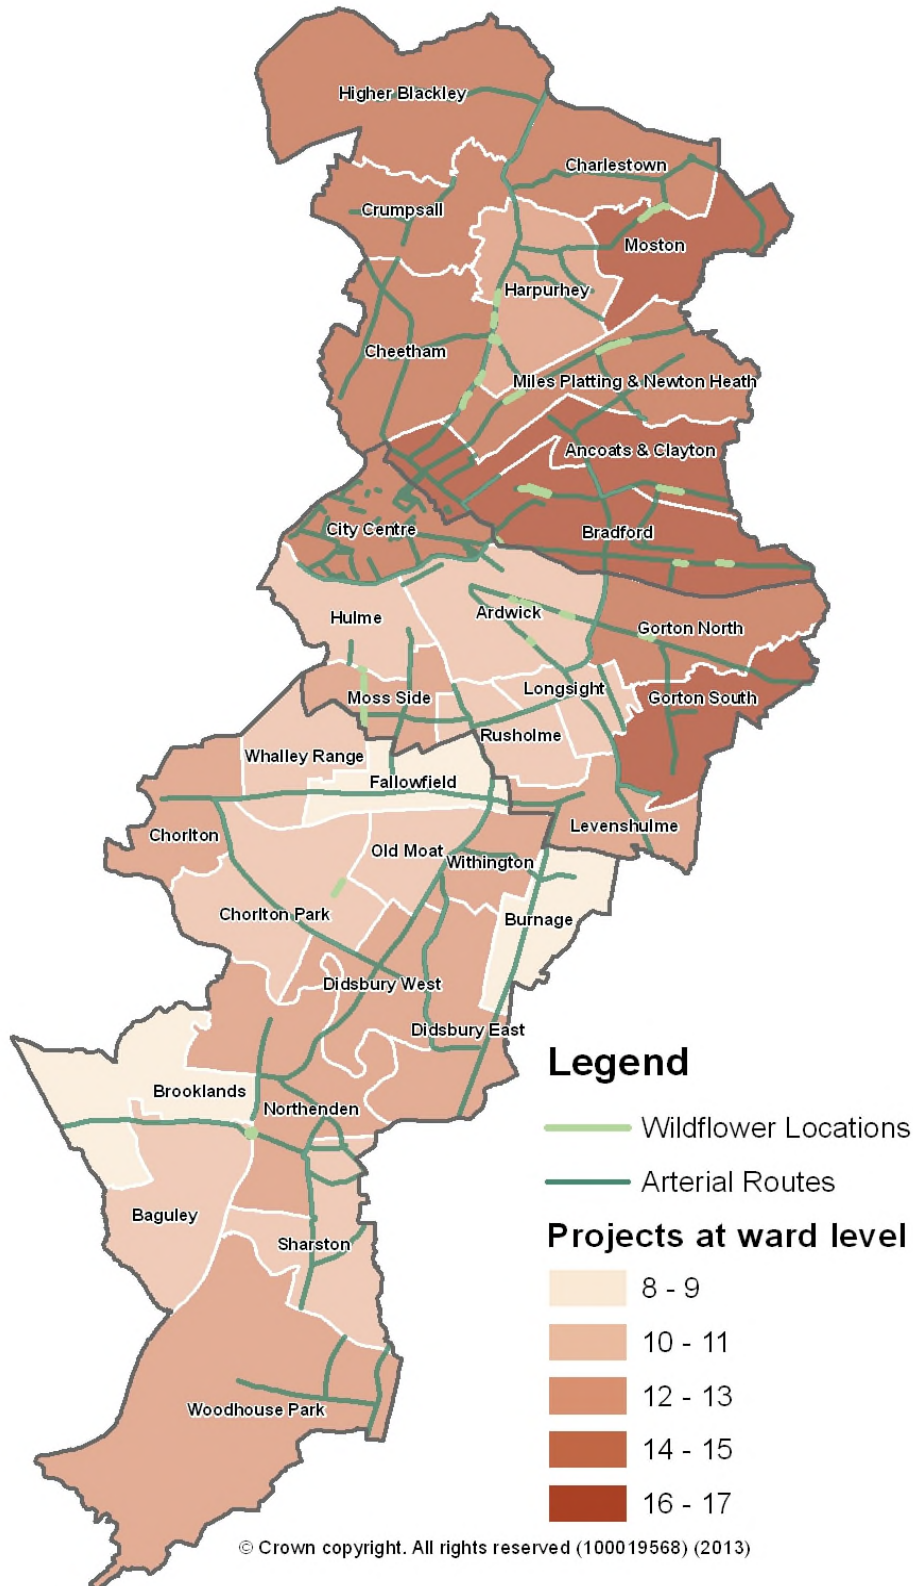 Higher Blackley
Charlestown
Crumpsall
Moston
Harpurhey
Cheetham
Miles Platting & Newton Heath
Ancoats & Clayton
City Centre
Bradford
Hulme
Ardwick
Gorton North
Longsight
Moss Side
Gorton South
Rusholme
Whalley Range
Fallowfield
Levenshulme
Chorlton
Old Moat
Withington
Chorlton Park
Burnage
Didsbury West
Didsbury East
Brooklands
Northenden
Baguley
Sharston
Woodhouse Park
Legend
Wildflower Locations
Arterial Routes
Projects at ward level
8 - 9
10 - 11
12 - 13
14 - 15
16 - 17
© Crown copyright. All rights reserved (100019568) (2013)